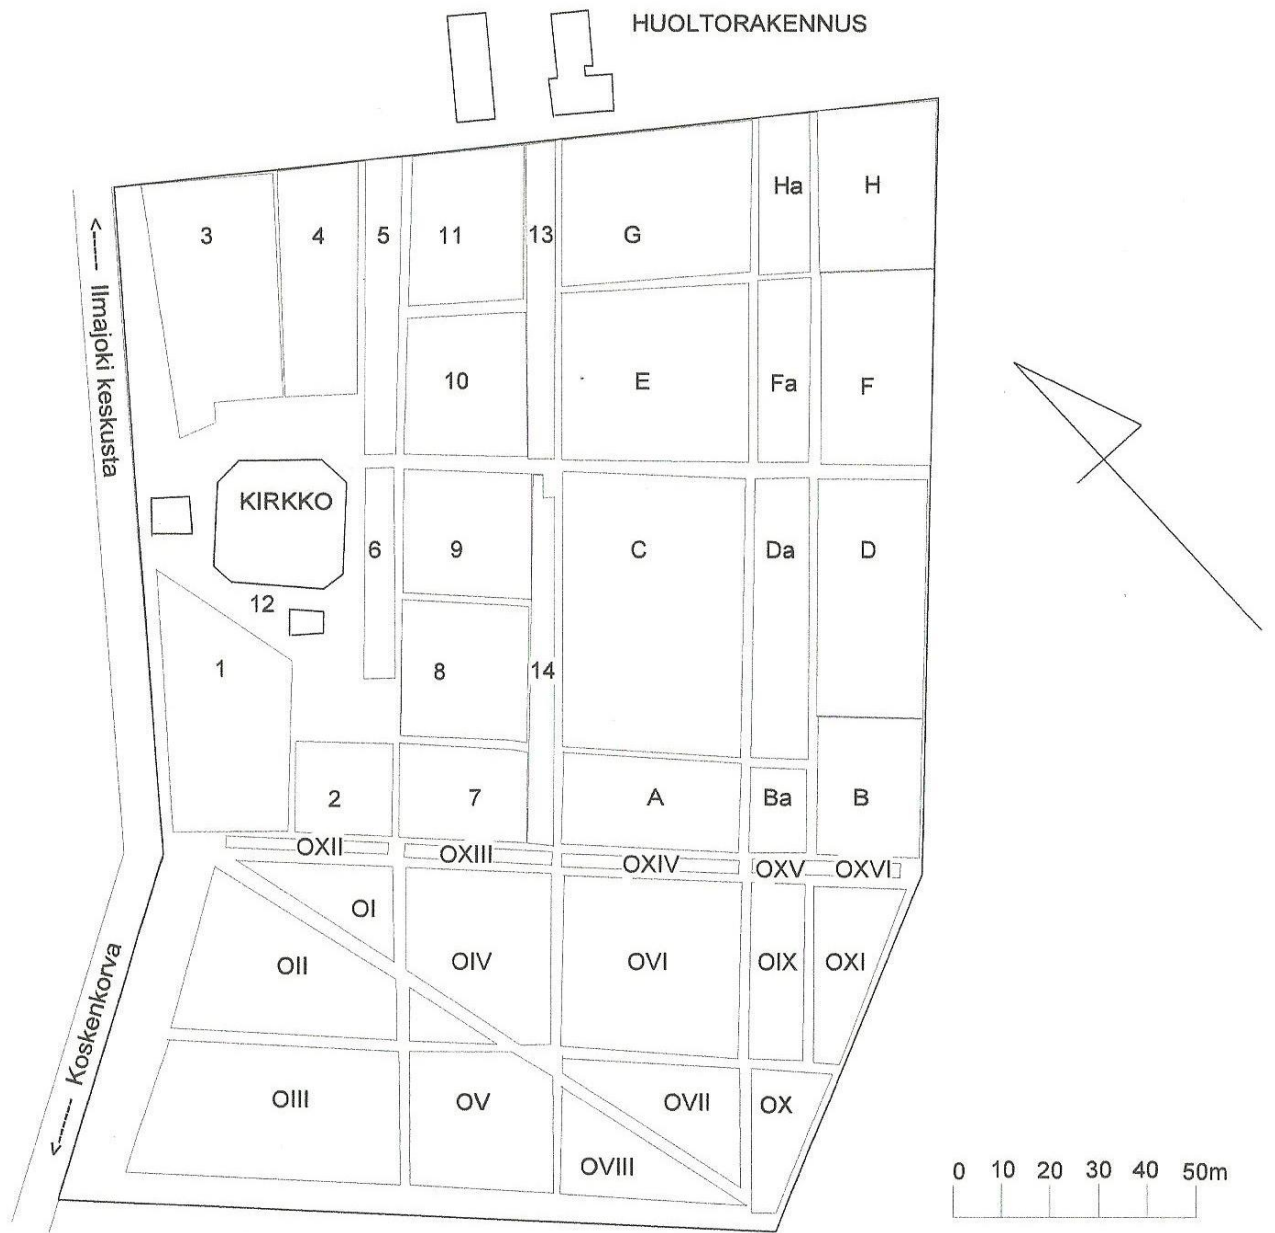 HUOLTORAKENNUS
Ha
H
3
4
5
11
13
G
<----- Ilmajoki keskusta
10
E
Fa
F
KIRKKO
6
9
C
Da
D
12
1
8
14
2
7
A
Ba
B
OXII
OXIII
OXIV
OXV
OXVI
OI
OII
OIV
OVI
OIX
OXI
<----- Koskenkorva
OIII
OV
OVII
OX
OVIII
0 10 20 30 40 50m